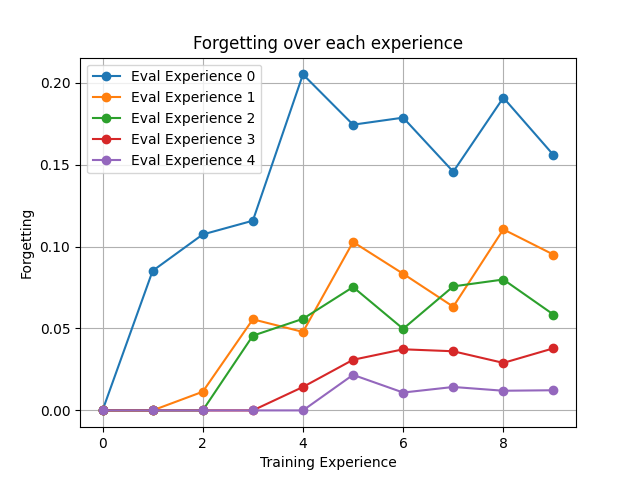 Forgetting over each experience
Eval Experience 0
Eval Experience 1
Eval Experience 2
Eval Experience 3
Eval Experience 4
0.20
0.15
0.10
0.05
0.00
Forgetting
0 2 4 6 8
Training Experience